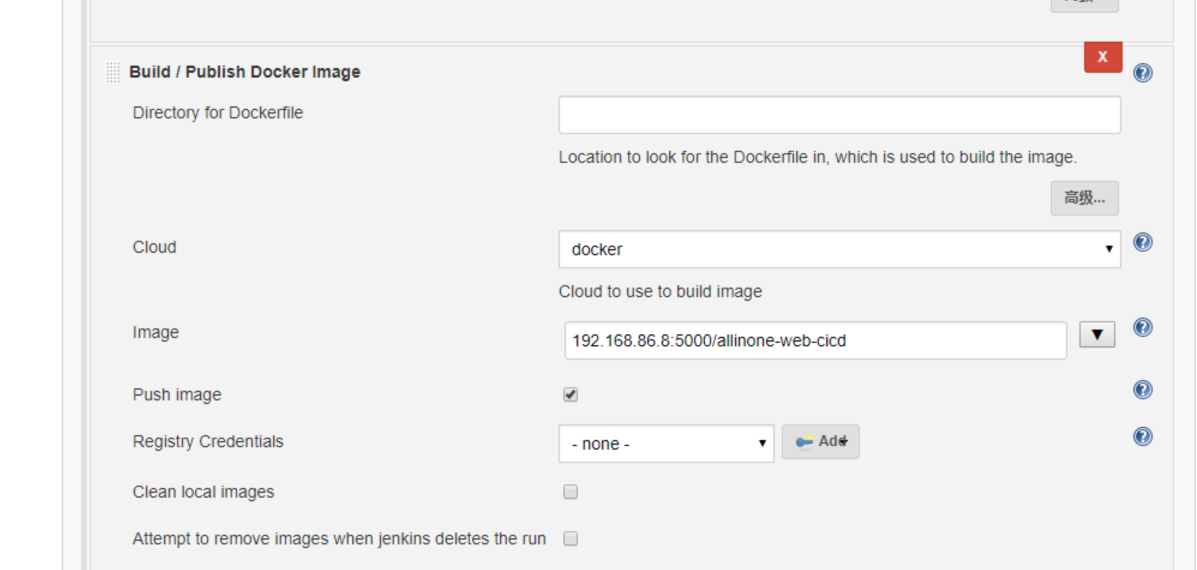 X
Build / Publish Docker Image
Directory for Dockerfile
Location to look for the Dockerfile in, which is used to build the image.
高级...
Cloud
docker
Cloud to use to build image
Image
192.168.86.8:5000/allinone-web-cicd
Push image
Registry Credentials
- none -
Add
Clean local images
Attempt to remove images when jenkins deletes the run